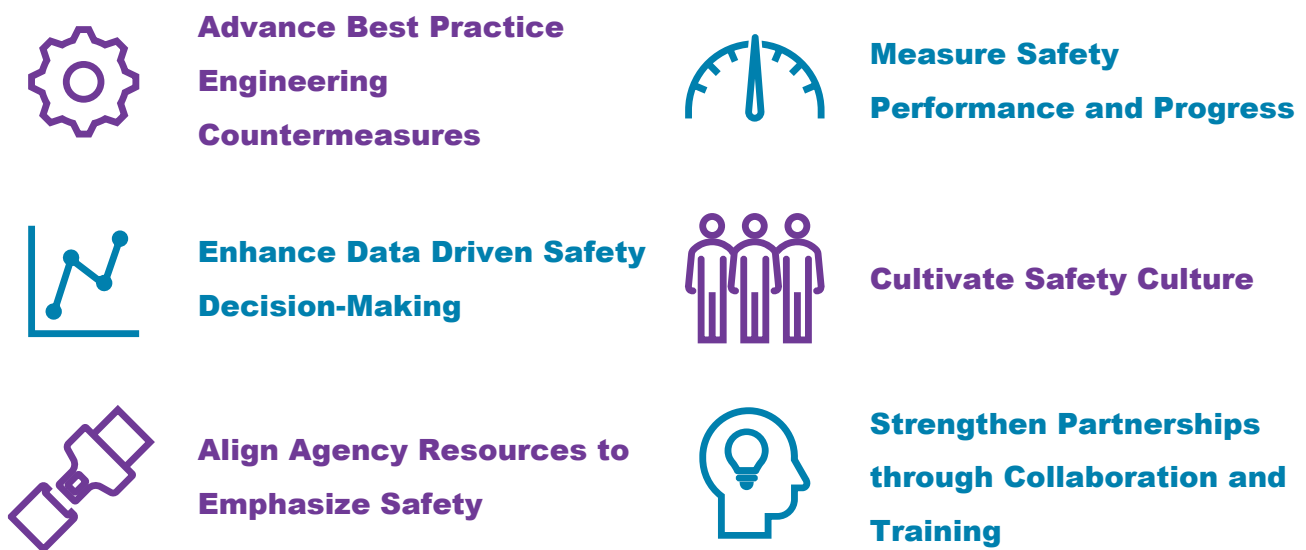 Advance Best Practice
Engineering
Countermeasures
Measure Safety
Performance and Progress
Enhance Data Driven Safety
Decision-Making
Cultivate Safety Culture
Align Agency Resources to
Emphasize Safety
Strengthen Partnerships
through Collaboration and
Training